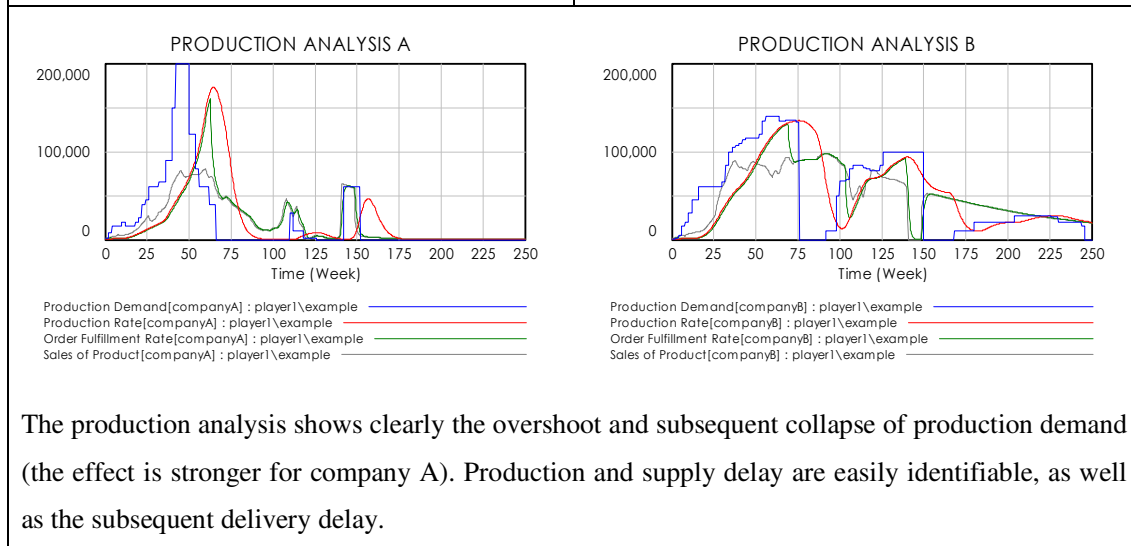 PRODUCTION ANALYSIS A
200,000
100,000
0
0 25 50 75 100 125 150 175 200 225 250
Time (Week)
Production Demand[companyA] : player1\example
Production Rate[companyA] : player1\example
Order Fulfillment Rate[companyA] : player1\example
Sales of Product[companyA] : player1\example
PRODUCTION ANALYSIS B
200,000
100,000
0
0 25 50 75 100 125 150 175 200 225 250
Time (Week)
Production Demand[companyB] : player1\example
Production Rate[companyB] : player1\example
Order Fulfillment Rate[companyB] : player1\example
Sales of Product[companyB] : player1\example
The production analysis shows clearly the overshoot and subsequent collapse of production demand
(the effect is stronger for company A). Production and supply delay are easily identifiable, as well
as the subsequent delivery delay.